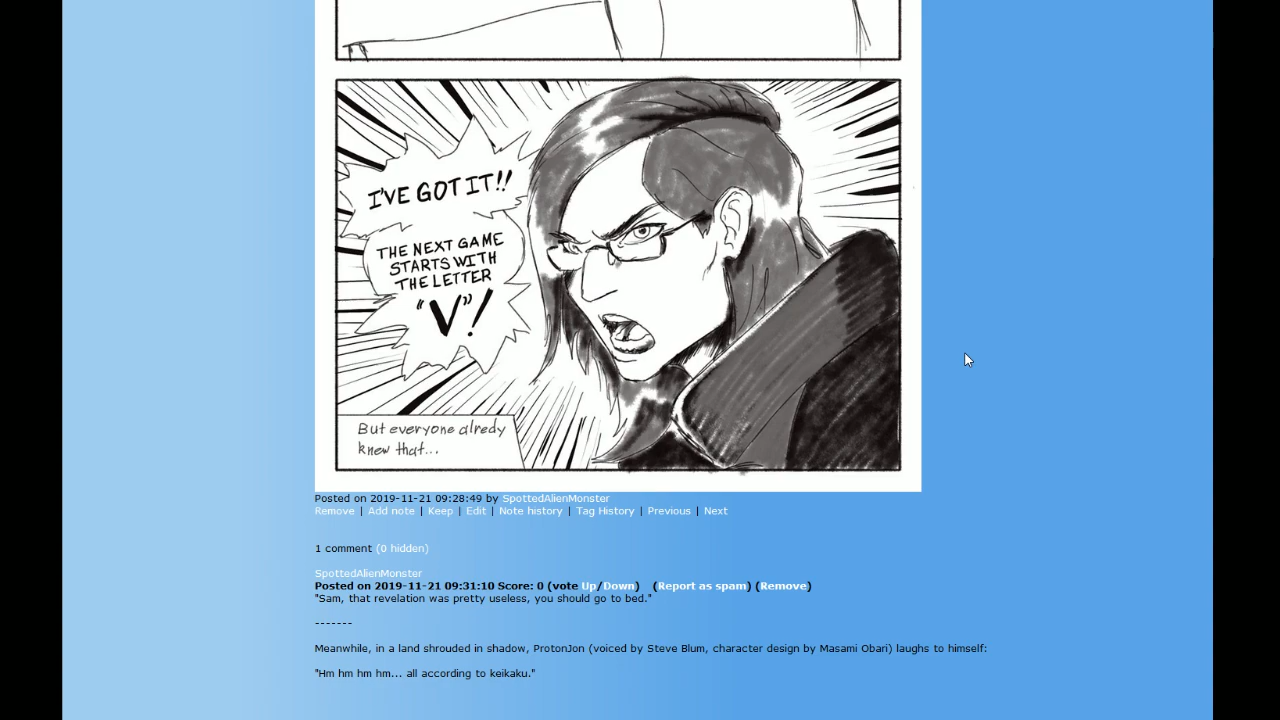 I'VE GOT IT!!
THE NEXT GAME
STARTS WITH
THE LETTER
"V"!
But everyone alredy
knew that...
Posted on 2019-11-21 09:28:49 by SpottedAlienMonster
Remove | Add note | Keep | Edit | Note history | Tag History | Previous | Next
1 comment (0 hidden)
SpottedAlienMonster
Posted on 2019-11-21 09:31:10 Score: 0 (vote Up/Down) (Report as spam) (Remove)
"Sam, that revelation was pretty useless, you should go to bed."
-------
Meanwhile, in a land shrouded in shadow, ProtonJon (voiced by Steve Blum, character design by Masami Obari) laughs to himself:
"Hm hm hm hm... all according to keikaku."